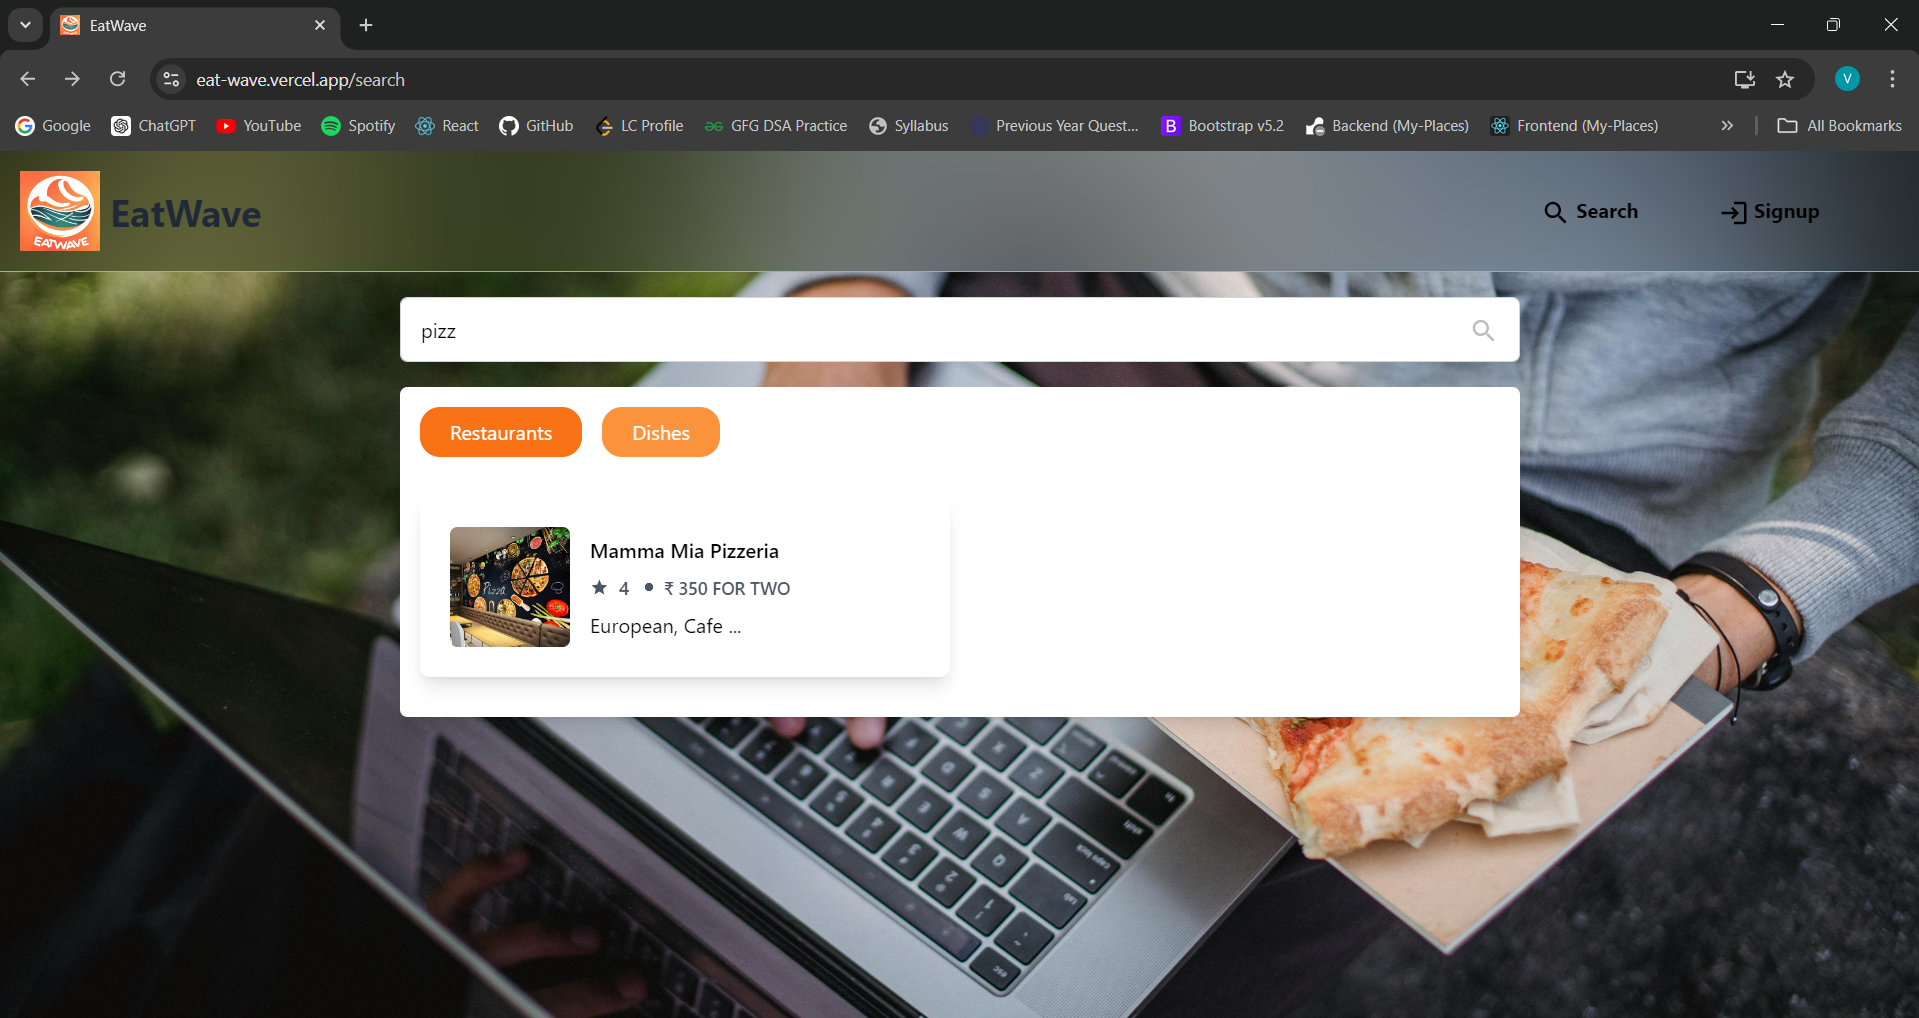 EatWave
eat-wave.vercel.app/search
V
Google ChatGPT YouTube Spotify React GitHub LC Profile GFG DSA Practice Syllabus Previous Year Quest... Bootstrap v5.2 Backend (My-Places) Frontend (My-Places) » All Bookmarks
EATWAVE
EatWave
Search
Signup
pizz
Restaurants
Dishes
Pizza
Mamma Mia Pizzeria
★ 4 • ₹ 350 FOR TWO
European, Cafe ...